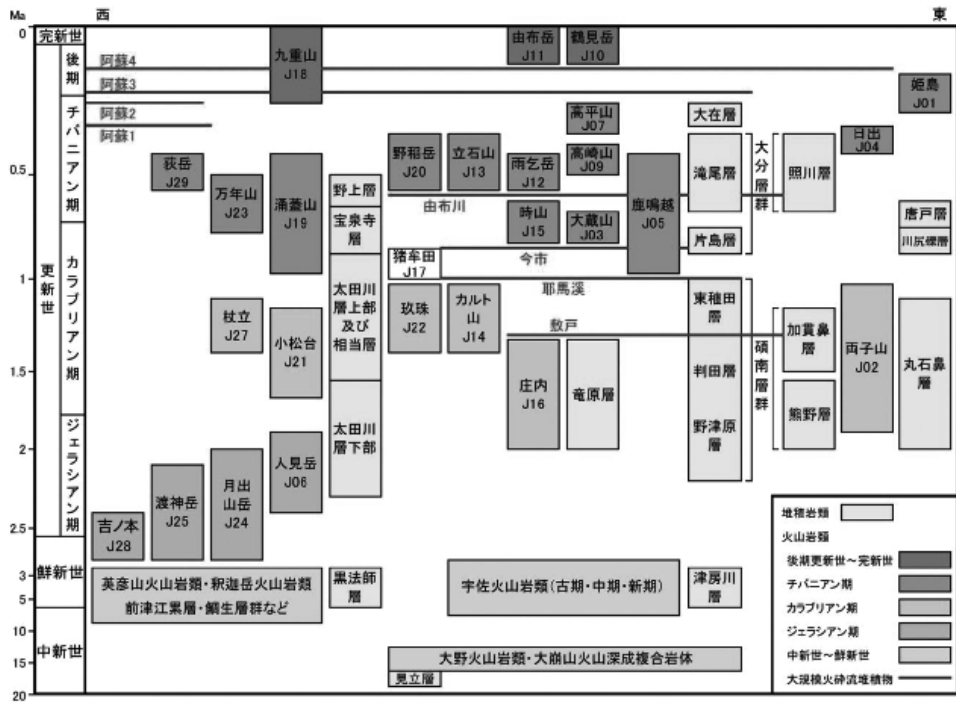 Ma
西
東
0
0.5
1
1.5
2
2.5
3
5
10
15
20
完新世
更新世
後期
チバニアン期
カラブリアン期
ジェラシアン期
鮮新世
中新世
阿蘇4
阿蘇3
阿蘇2
阿蘇1
九重山
J18
由布岳
J11
鶴見岳
J10
姫島
J01
高平山
J07
大在層
日出
J04
荻岳
J29
万年山
J23
涌蓋山
J19
野上層
宝泉寺
層
野稲岳
J20
立石山
J13
雨乞岳
J12
高崎山
J09
鹿鳴越
J05
滝尾層
大分層群
照川層
由布川
時山
J15
大蔵山
J03
片島層
唐戸層
川尻礫層
猪牟田
J17
今市
耶馬溪
太田川
層上部
及び
相当層
杖立
J27
小松台
J21
玖珠
J22
カルト
山
J14
敷戸
東稙田
層
判田層
野津原
層
碩南層群
加貫鼻
層
熊野層
両子山
J02
丸石鼻
層
庄内
J16
竜原層
太田川
層下部
人見岳
J06
月出
山岳
J24
渡神岳
J25
吉ノ本
J28
英彦山火山岩類・釈迦岳火山岩類
前津江累層・鯛生層群など
黒法師
層
宇佐火山岩類(古期・中期・新期)
津房川
層
大野火山岩類・大崩山火山深成複合岩体
見立層
堆積岩類
火山岩類
後期更新世~完新世
チバニアン期
カラブリアン期
ジェラシアン期
中新世~鮮新世
大規模火砕流堆積物